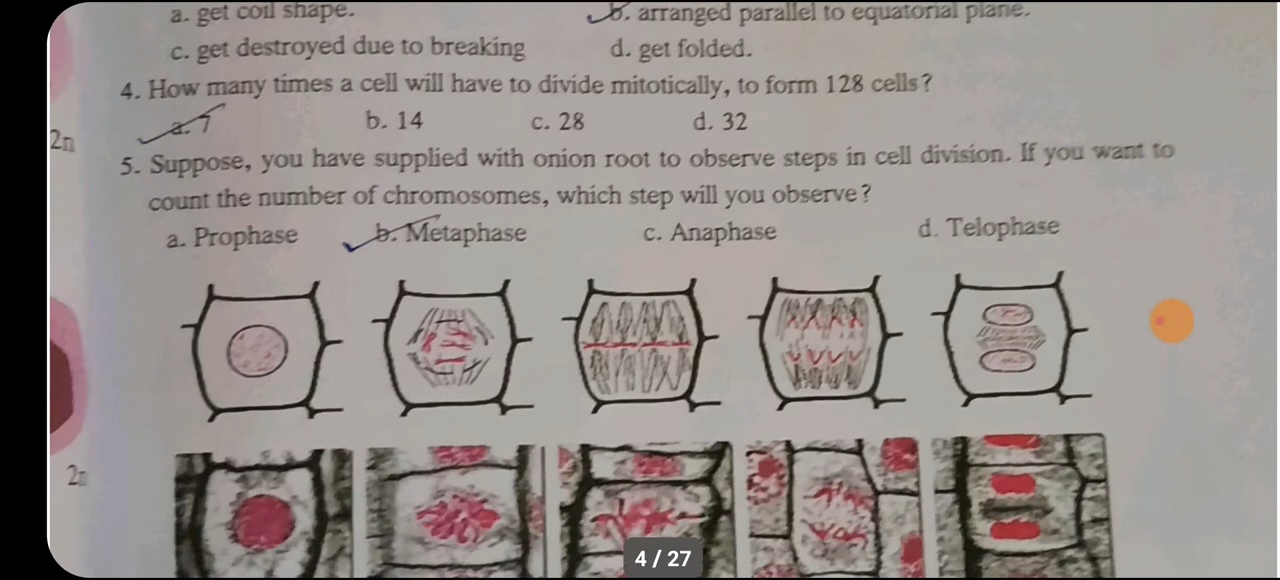 a. get coil shape.
b. arranged parallel to equatorial plane.
c. get destroyed due to breaking
d. get folded.
4. How many times a cell will have to divide mitotically, to form 128 cells?
a. 7
b. 14
c. 28
d. 32
2n
5. Suppose, you have supplied with onion root to observe steps in cell division. If you want to
count the number of chromosomes, which step will you observe?
a. Prophase
b. Metaphase
c. Anaphase
d. Telophase
2n
4 / 27